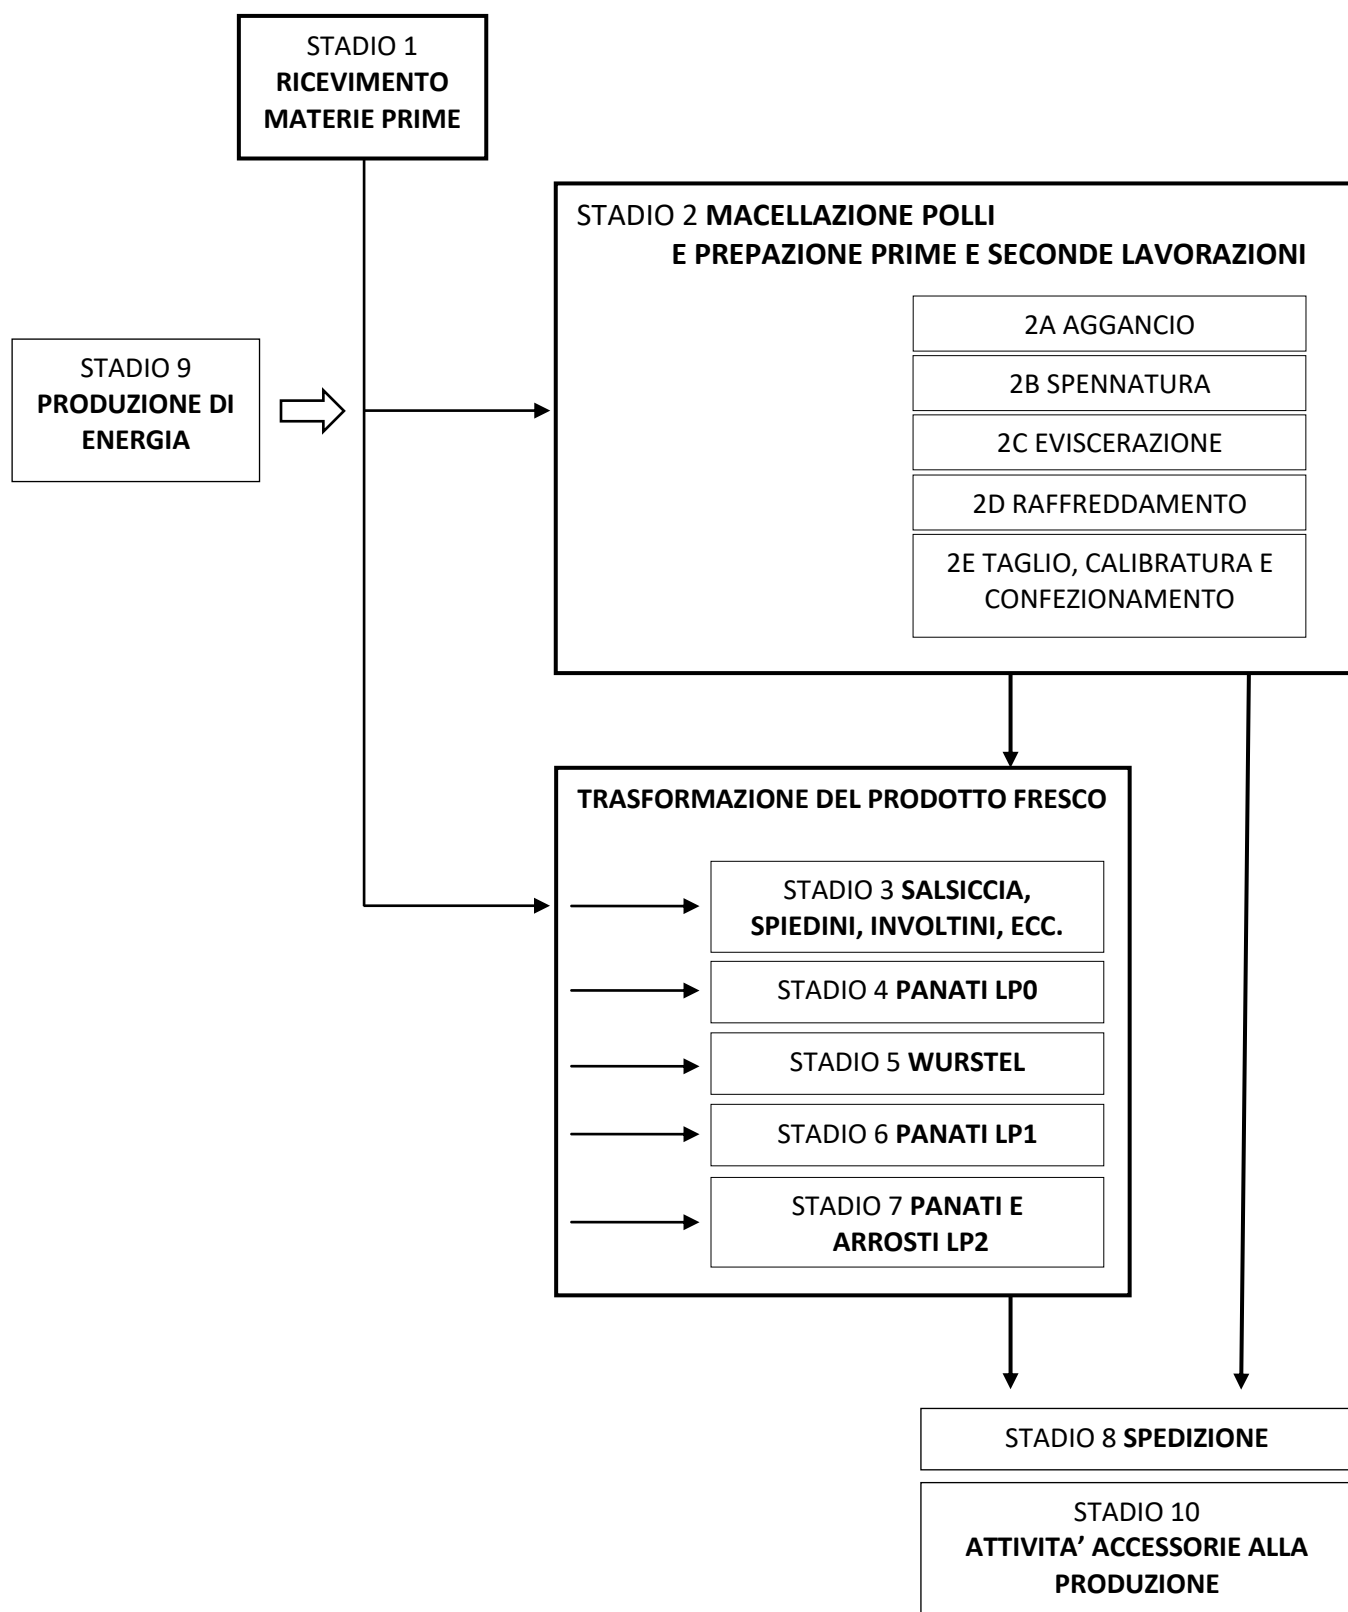 STADIO 1
RICEVIMENTO
MATERIE PRIME
STADIO 2 MACELLAZIONE POLLI
E PREPAZIONE PRIME E SECONDE LAVORAZIONI
2A AGGANCIO
2B SPENNATURA
2C EVISCERAZIONE
2D RAFFREDDAMENTO
2E TAGLIO, CALIBRATURA E
CONFEZIONAMENTO
STADIO 9
PRODUZIONE DI
ENERGIA
TRASFORMAZIONE DEL PRODOTTO FRESCO
STADIO 3 SALSICCIA,
SPIEDINI, INVOLTINI, ECC.
STADIO 4 PANATI LP0
STADIO 5 WURSTEL
STADIO 6 PANATI LP1
STADIO 7 PANATI E
ARROSTI LP2
STADIO 8 SPEDIZIONE
STADIO 10
ATTIVITA’ ACCESSORIE ALLA
PRODUZIONE